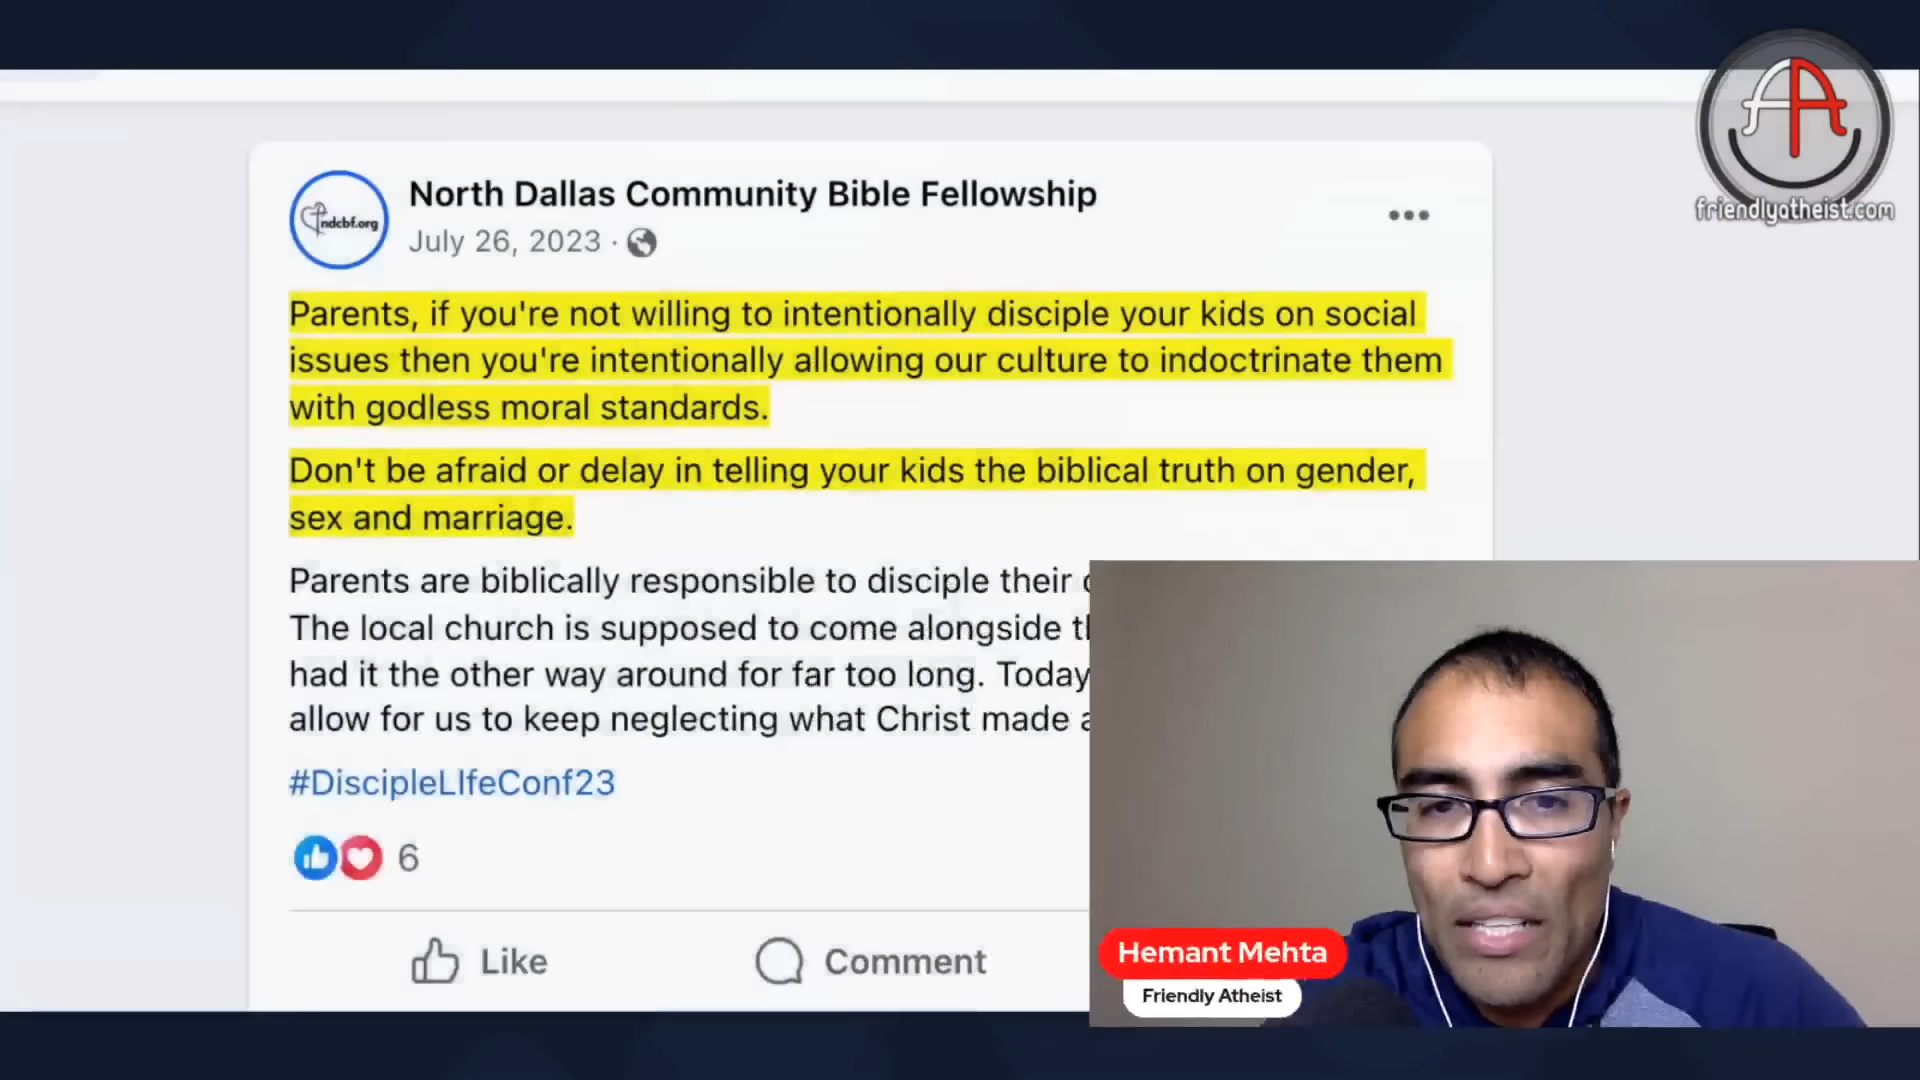 North Dallas Community Bible Fellowship
ndcbf.org
July 26, 2023 ·
friendlyatheist.com
Parents, if you're not willing to intentionally disciple your kids on social
issues then you're intentionally allowing our culture to indoctrinate them
with godless moral standards.
Don't be afraid or delay in telling your kids the biblical truth on gender,
sex and marriage.
Parents are biblically responsible to disciple their
The local church is supposed to come alongside
had it the other way around for far too long. Today
allow for us to keep neglecting what Christ made
#DiscipleLIfeConf23
6
Like
Comment
Hemant Mehta
Friendly Atheist